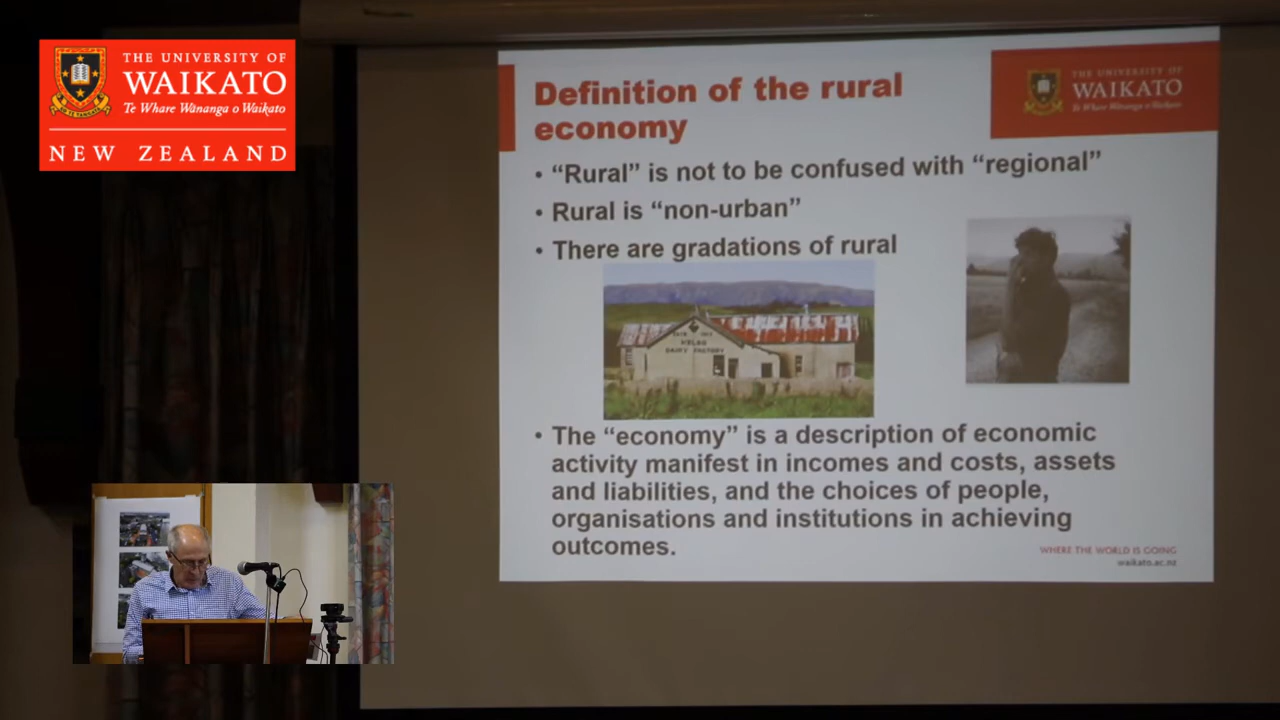 THE UNIVERSITY OF
WAIKATO
Te Whare Wānanga o Waikato
NEW ZEALAND
Definition of the rural
economy
THE UNIVERSITY OF
WAIKATO
Te Whare Wānanga o Waikato
• “Rural” is not to be confused with “regional”
• Rural is “non-urban”
• There are gradations of rural
DAIRY FACTORY
• The “economy” is a description of economic
activity manifest in incomes and costs, assets
and liabilities, and the choices of people,
organisations and institutions in achieving
outcomes.
WHERE THE WORLD IS GOING
waikato.ac.nz